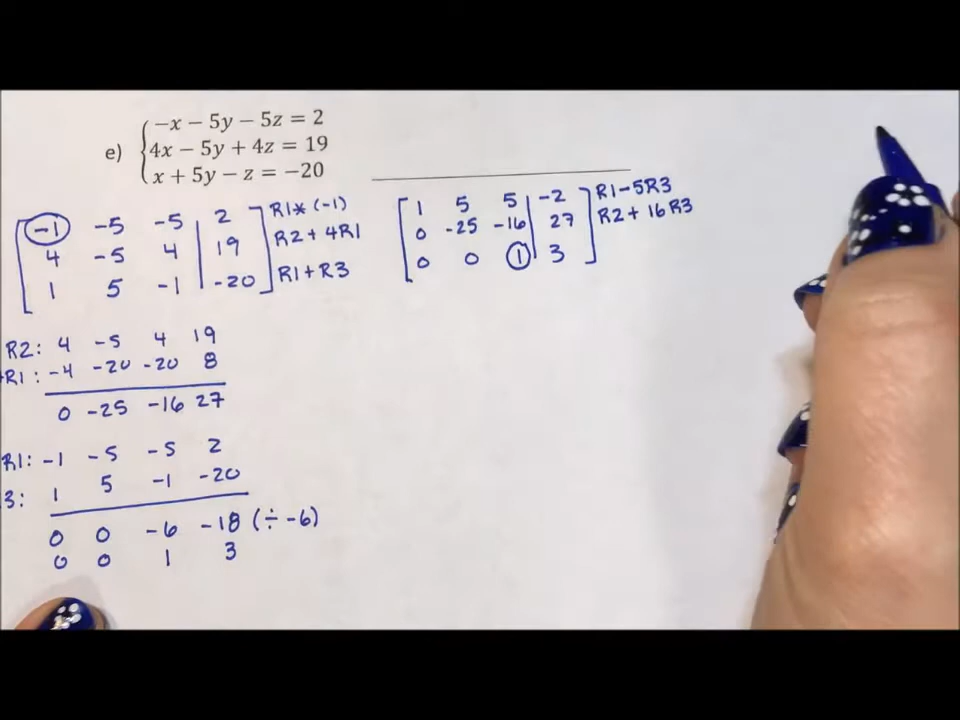 e) { −x − 5y − 5z = 2
4x − 5y + 4z = 19
x + 5y − z = −20
-1 -5 -5 | 2 R1*(-1)
4 -5 4 | 19 R2+4R1
1 5 -1 | -20 R1+R3
R2: 4 -5 4 19
R1: -4 -20 -20 8
0 -25 -16 27
R1: -1 -5 -5 2
3: 1 5 -1 -20
0 0 -6 -18 (÷ -6)
0 0 1 3
1 5 5 | -2 R1-5R3
0 -25 -16 | 27 R2+16R3
0 0 1 | 3